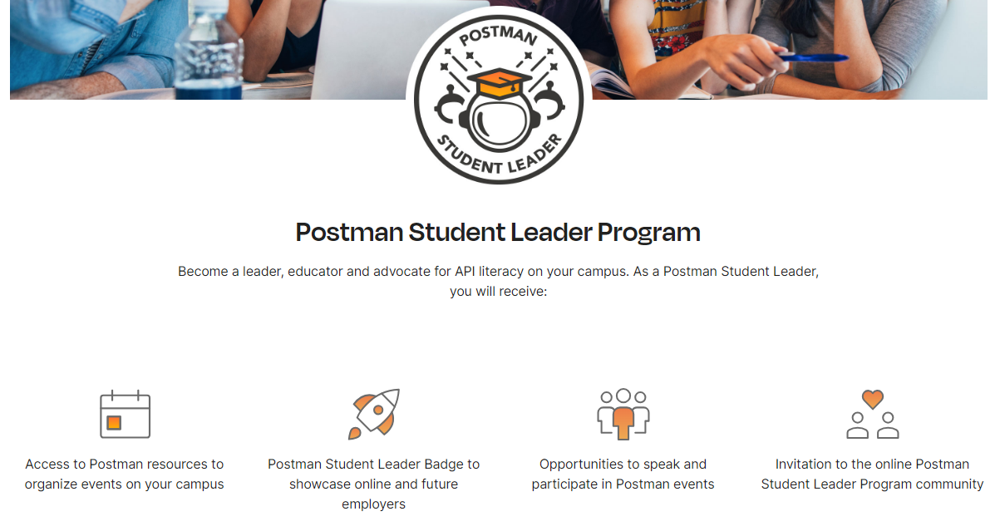 POSTMAN
STUDENT LEADER
Postman Student Leader Program
Become a leader, educator and advocate for API literacy on your campus. As a Postman Student Leader,
you will receive:
Access to Postman resources to
organize events on your campus
Postman Student Leader Badge to
showcase online and future
employers
Opportunities to speak and
participate in Postman events
Invitation to the online Postman
Student Leader Program community